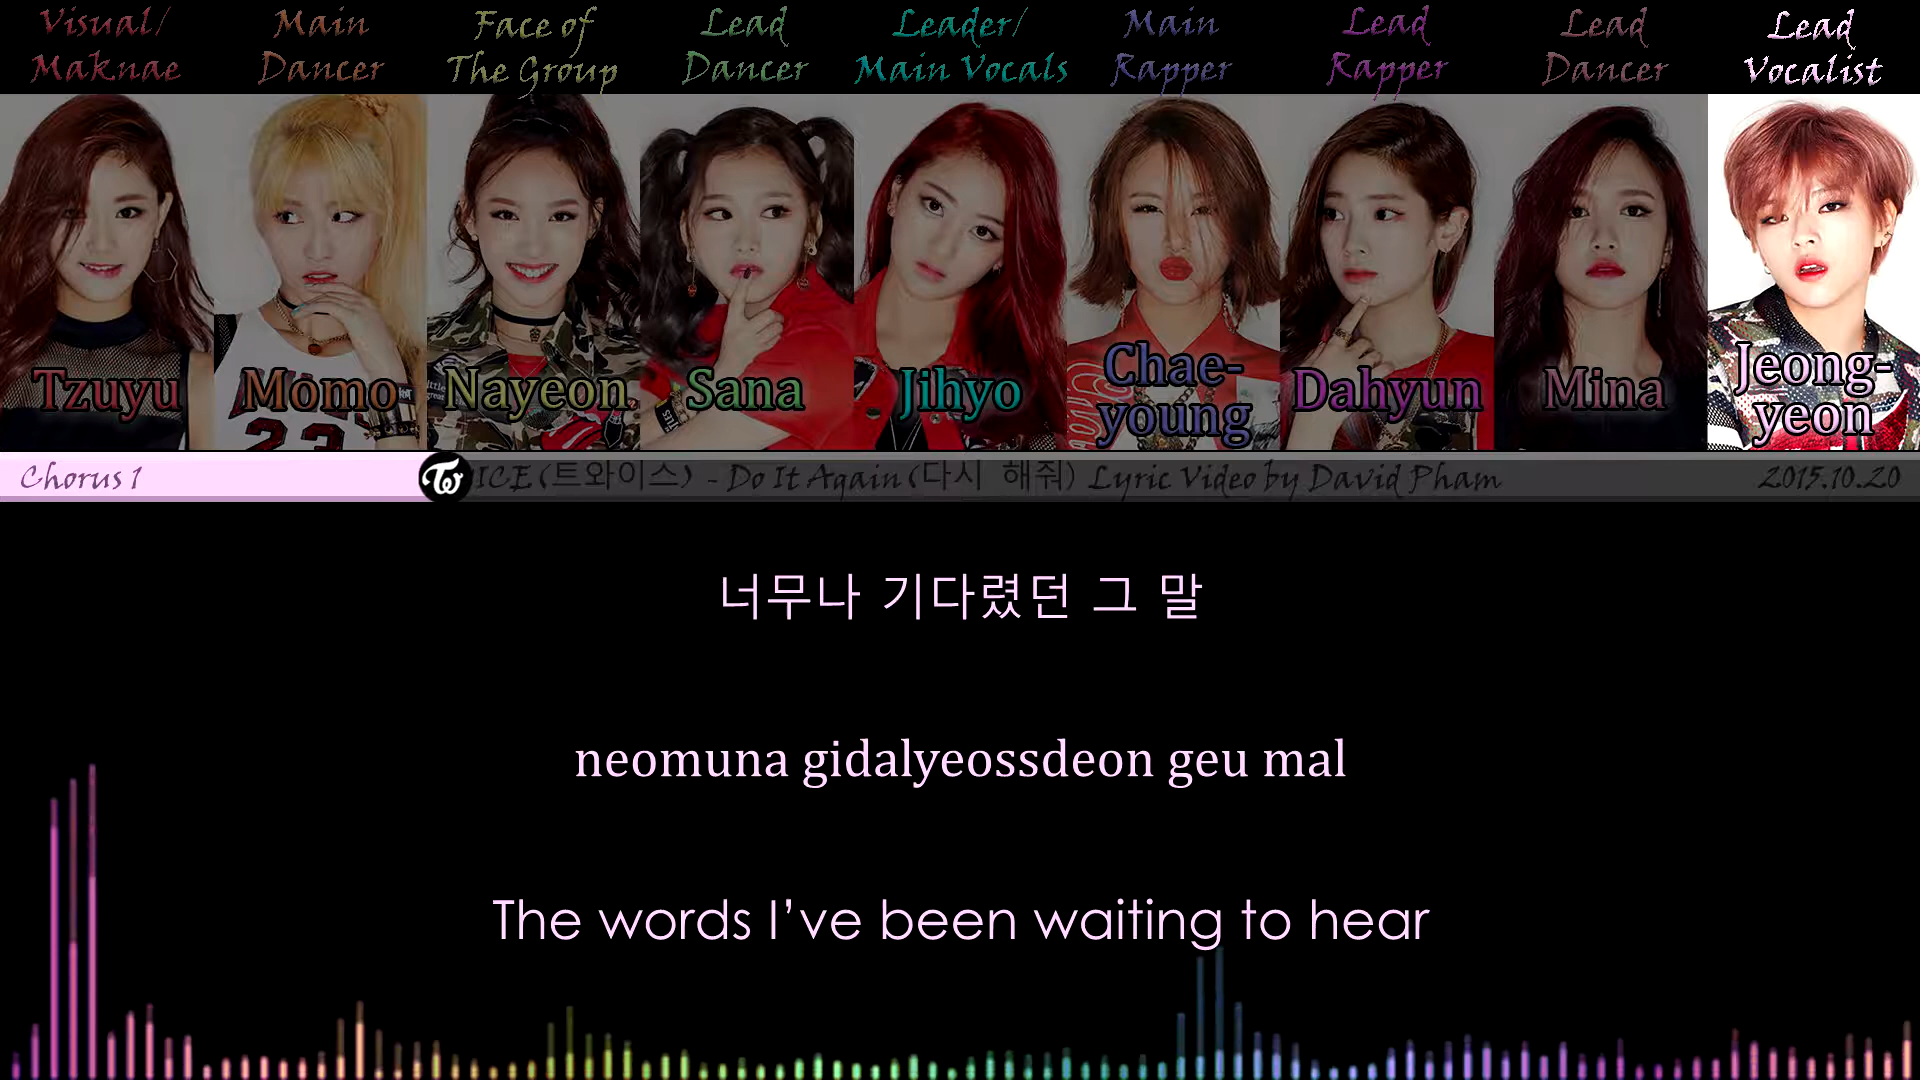 Visual/
Maknae
Main
Dancer
Face of
The Group
Lead
Dancer
Leader/
Main Vocals
Main
Rapper
Lead
Rapper
Lead
Dancer
Lead
Vocalist
Tzuyu
Momo
Nayeon
Sana
Jihyo
Chae-
young
Dahyun
Mina
Jeong-
yeon
23
Chorus 1
TW ICE(트와이스) - Do It Again(다시 해줘) Lyric Video by David Pham
2015.10.20
너무나 기다렸던 그 말
neomuna gidalyeossdeon geu mal
The words I’ve been waiting to hear